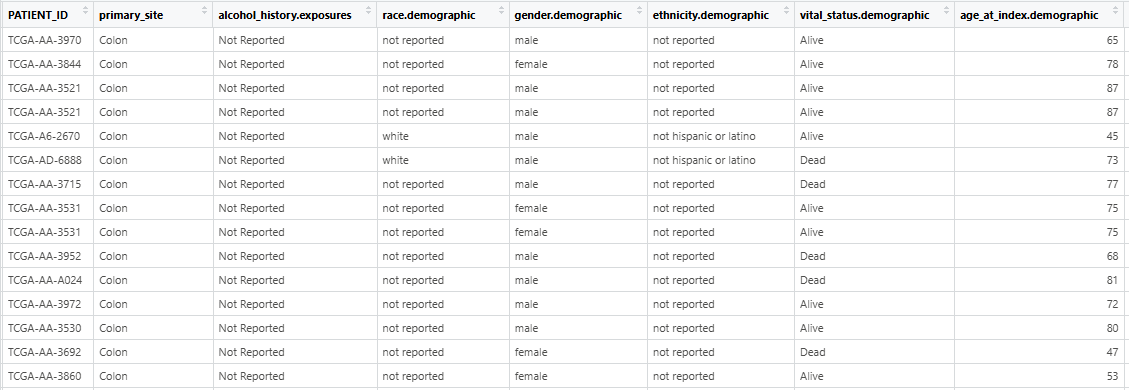 PATIENT_ID primary_site alcohol_history.exposures race.demographic gender.demographic ethnicity.demographic vital_status.demographic age_at_index.demographic
TCGA-AA-3970 Colon Not Reported not reported male not reported Alive 65
TCGA-AA-3844 Colon Not Reported not reported female not reported Alive 78
TCGA-AA-3521 Colon Not Reported not reported male not reported Alive 87
TCGA-AA-3521 Colon Not Reported not reported male not reported Alive 87
TCGA-A6-2670 Colon Not Reported white male not hispanic or latino Alive 45
TCGA-AD-6888 Colon Not Reported white male not hispanic or latino Dead 73
TCGA-AA-3715 Colon Not Reported not reported male not reported Dead 77
TCGA-AA-3531 Colon Not Reported not reported female not reported Alive 75
TCGA-AA-3531 Colon Not Reported not reported female not reported Alive 75
TCGA-AA-3952 Colon Not Reported not reported male not reported Dead 68
TCGA-AA-A024 Colon Not Reported not reported male not reported Dead 81
TCGA-AA-3972 Colon Not Reported not reported male not reported Alive 72
TCGA-AA-3530 Colon Not Reported not reported male not reported Alive 80
TCGA-AA-3692 Colon Not Reported not reported female not reported Dead 47
TCGA-AA-3860 Colon Not Reported not reported female not reported Alive 53